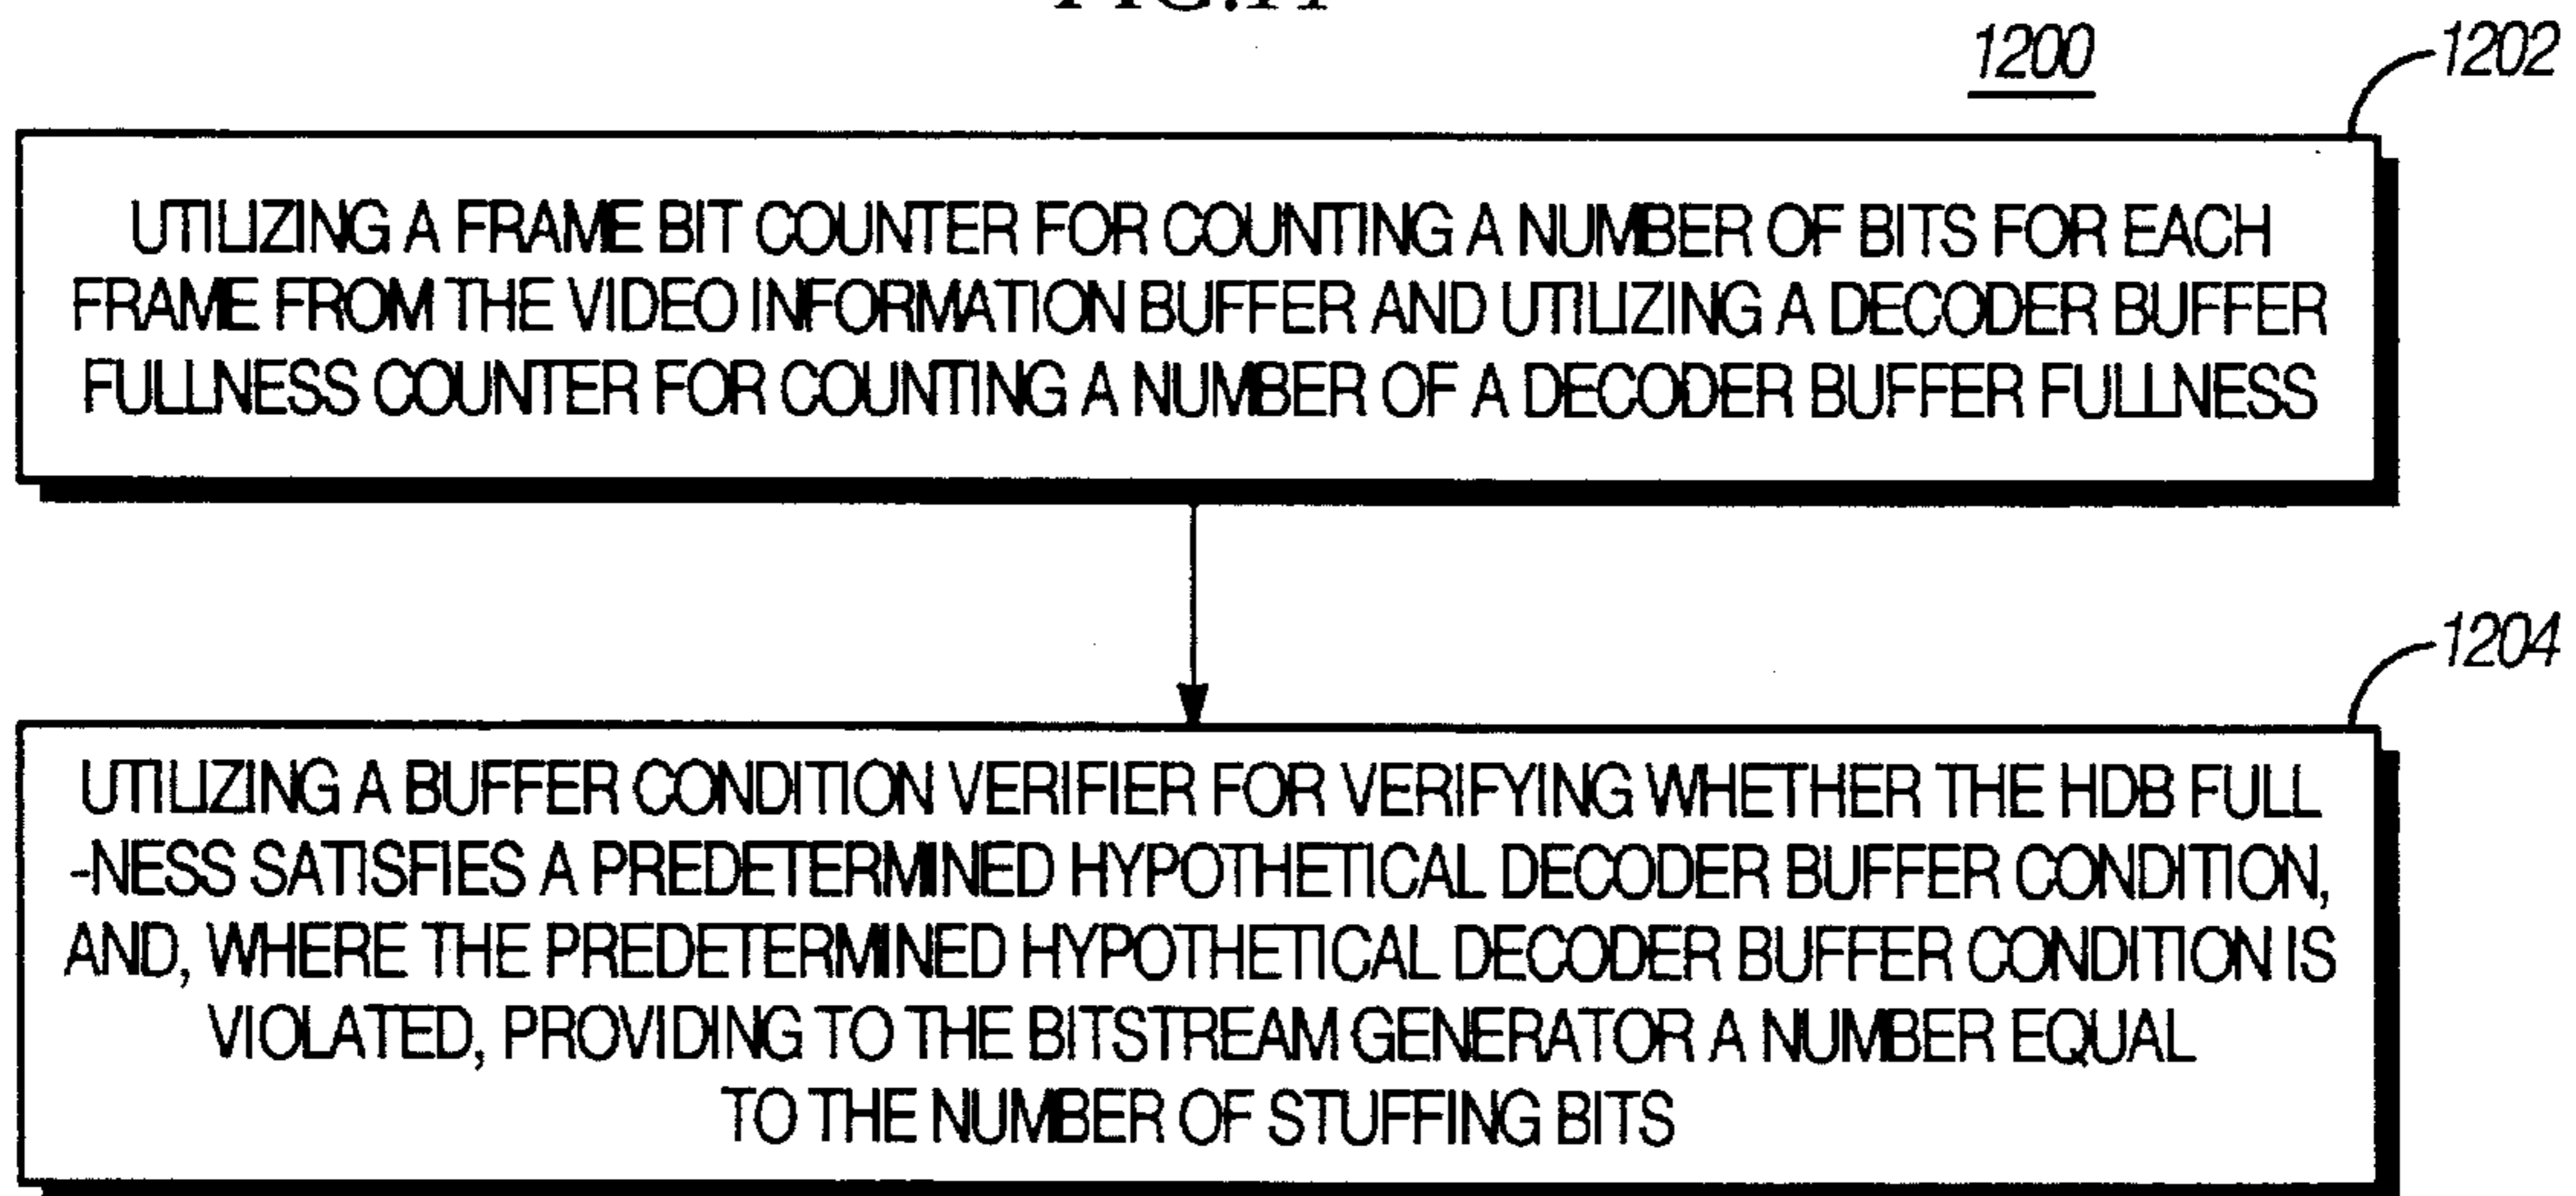 1200
1202
UTILIZING A FRAME BIT COUNTER FOR COUNTING A NUMBER OF BITS FOR EACH
FRAME FROM THE VIDEO INFORMATION BUFFER AND UTILIZING A DECODER BUFFER
FULLNESS COUNTER FOR COUNTING A NUMBER OF A DECODER BUFFER FULLNESS
1204
UTILIZING A BUFFER CONDITION VERIFIER FOR VERIFYING WHETHER THE HDB FULL
-NESS SATISFIES A PREDETERMINED HYPOTHETICAL DECODER BUFFER CONDITION,
AND, WHERE THE PREDETERMINED HYPOTHETICAL DECODER BUFFER CONDITION IS
VIOLATED, PROVIDING TO THE BITSTREAM GENERATOR A NUMBER EQUAL
TO THE NUMBER OF STUFFING BITS